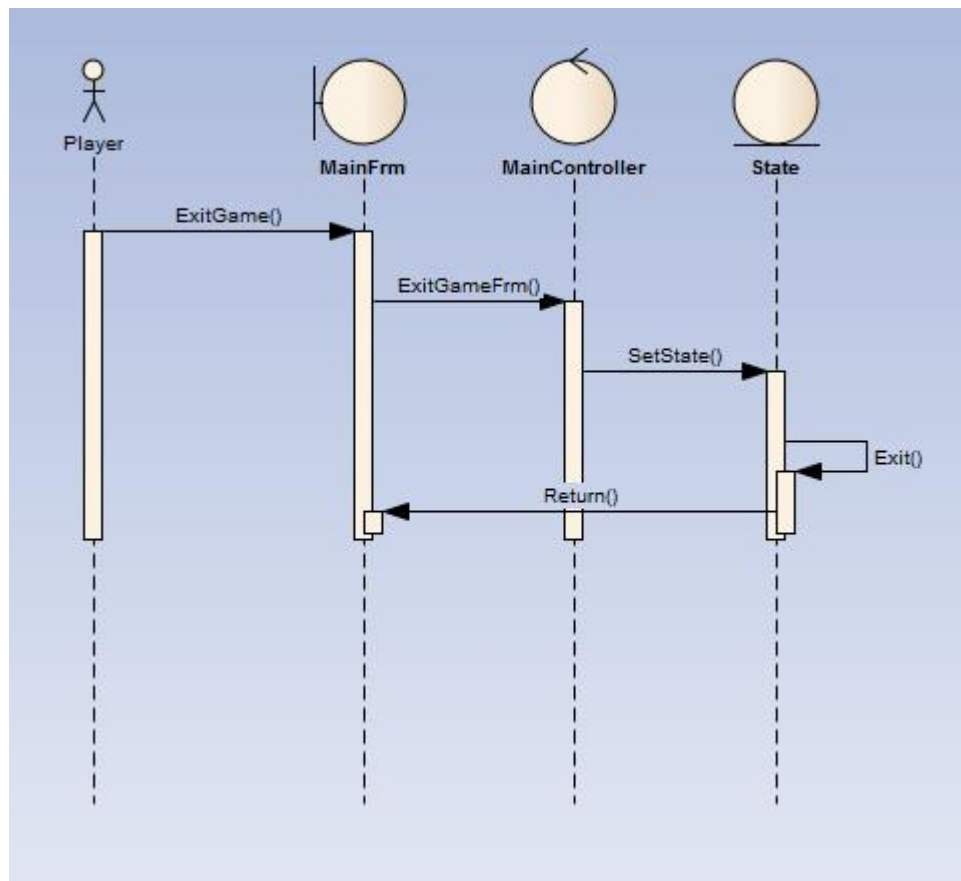 Player
MainFrm
MainController
State
ExitGame()
ExitGameFrm()
SetState()
Exit()
Return()